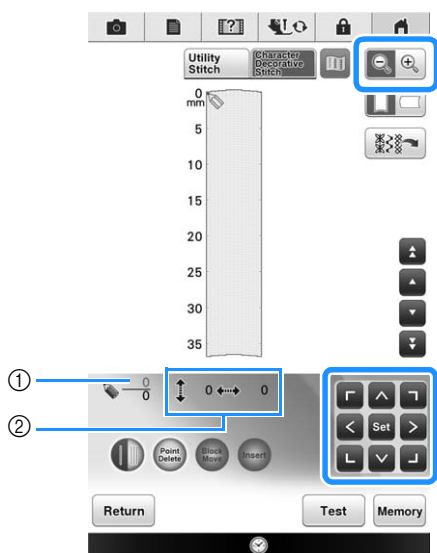 [?]
Utility
Stitch
Character
Decorative
Stitch
0
mm
5
10
15
20
25
30
35
①
0
0
0
0
②
Set
Point
Delete
Block
Move
Insert
Return
Test
Memory